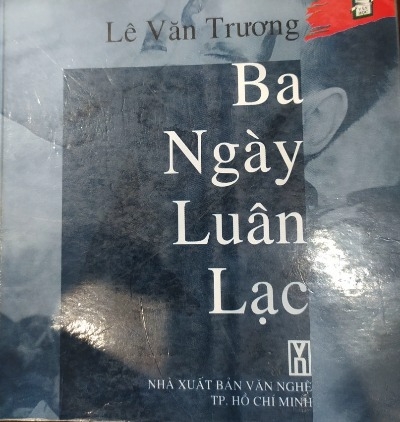 Lê Văn Trương
Ba
Ngày
Luân
Lạc
NHÀ XUẤT BẢN VĂN NGHỆ
TP. HỒ CHÍ MINH